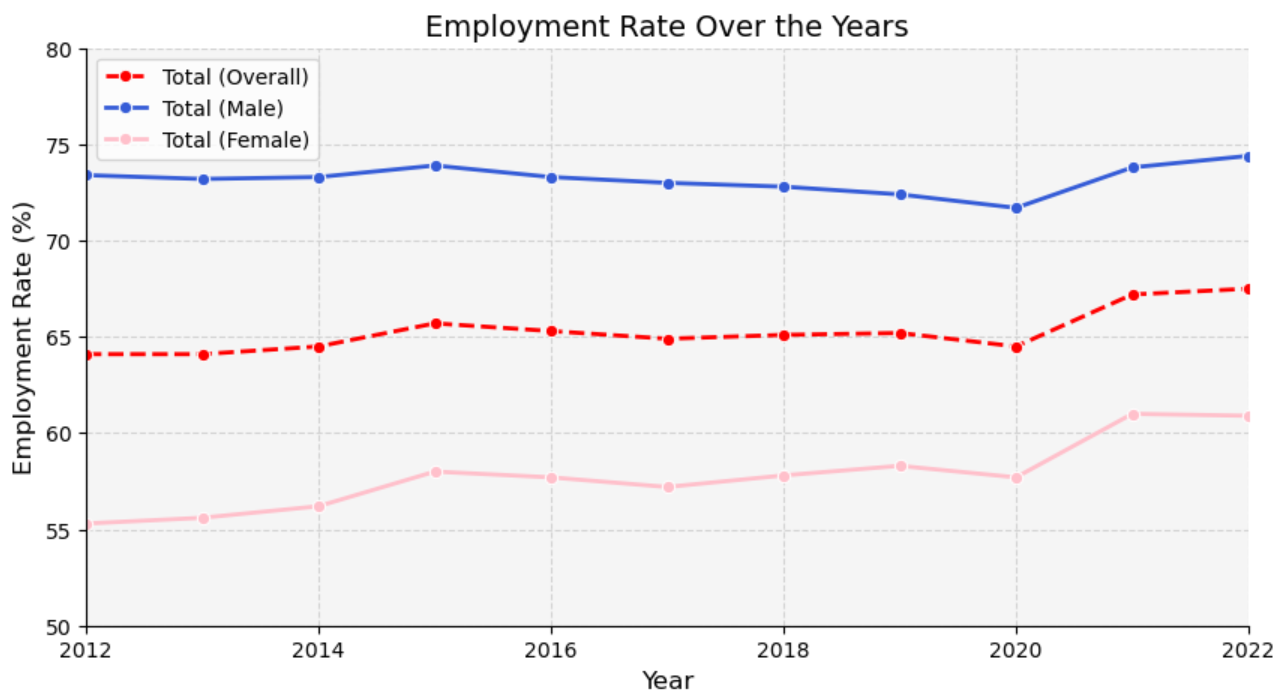 Employment Rate Over the Years
Total (Overall)
Total (Male)
Total (Female)
Employment Rate (%)
80
75
70
65
60
55
50
2012 2014 2016 2018 2020 2022
Year